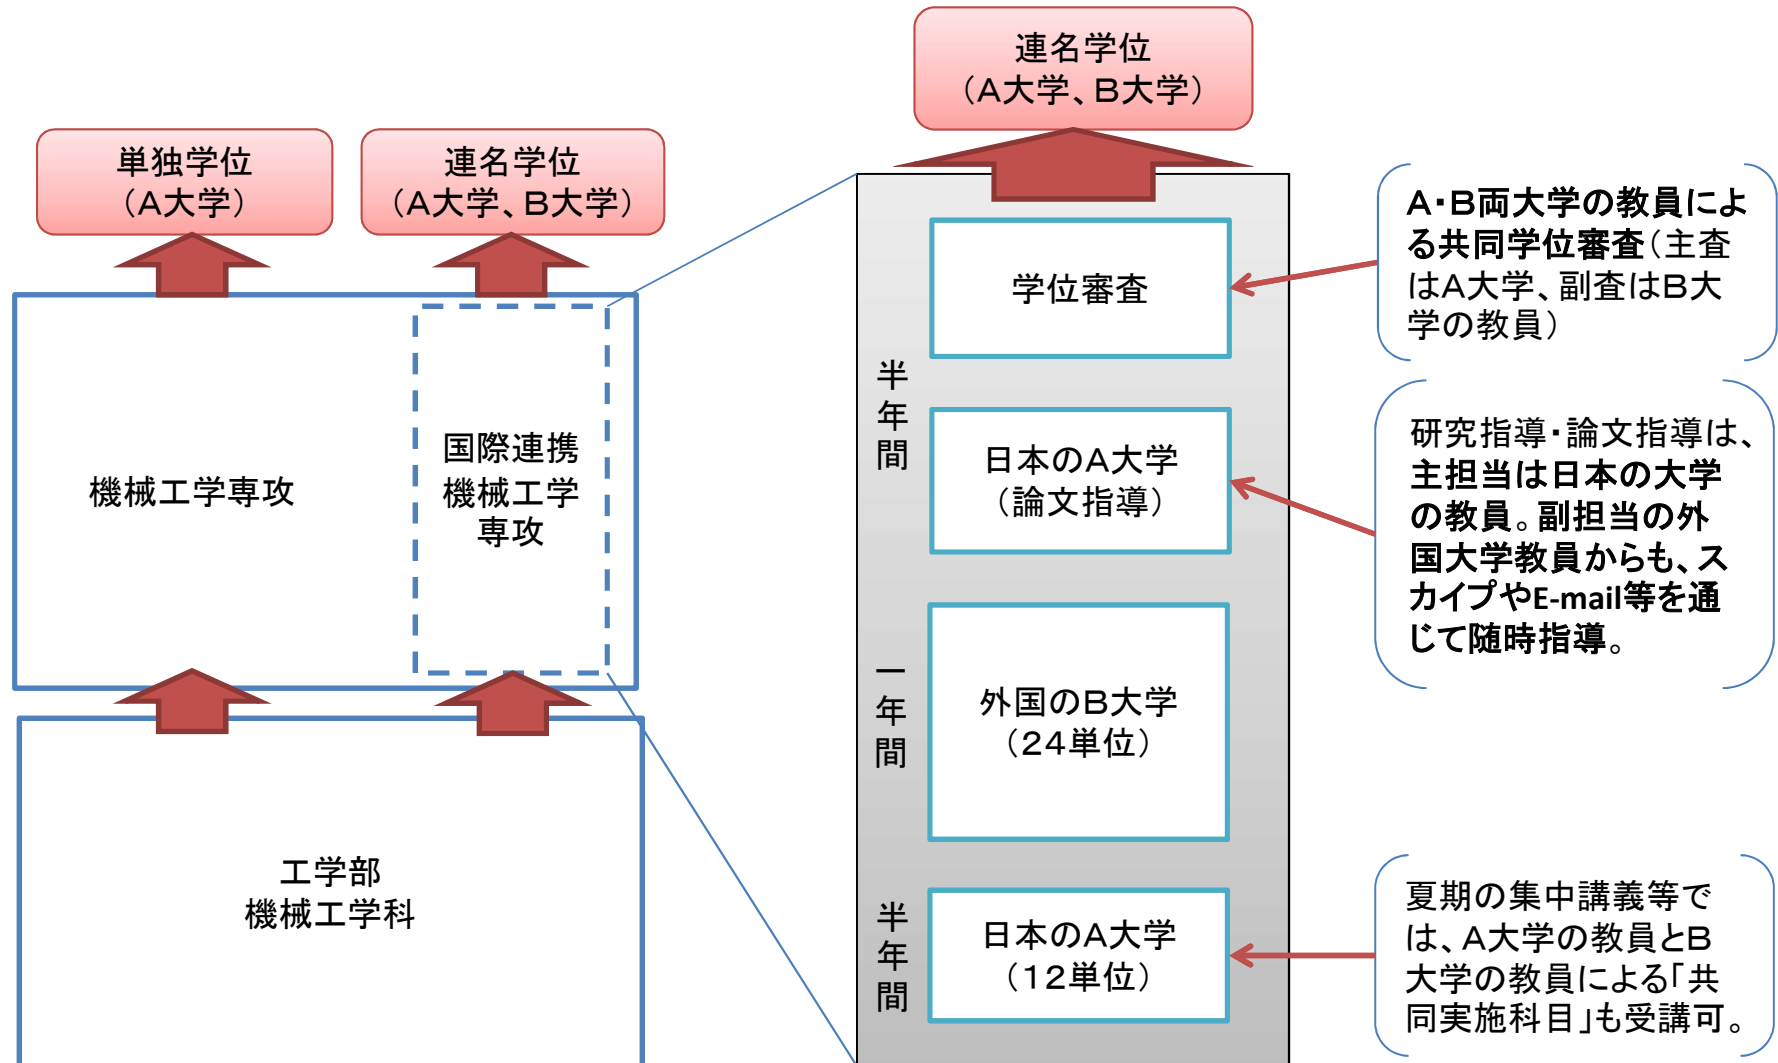 単独学位
（A大学）
連名学位
（A大学、B大学）
機械工学専攻
国際連携
機械工学
専攻
工学部
機械工学科
連名学位
（A大学、B大学）
学位審査
半年間
日本のA大学
（論文指導）
一年間
外国のB大学
（24単位）
半年間
日本のA大学
（12単位）
A・B両大学の教員によ
る共同学位審査（主査
はA大学、副査はB大
学の教員）
研究指導・論文指導は、
主担当は日本の大学
の教員。副担当の外
国大学教員からも、ス
カイプやE-mail等を通
じて随時指導。
夏期の集中講義等で
は、A大学の教員とB
大学の教員による「共
同実施科目」も受講可。